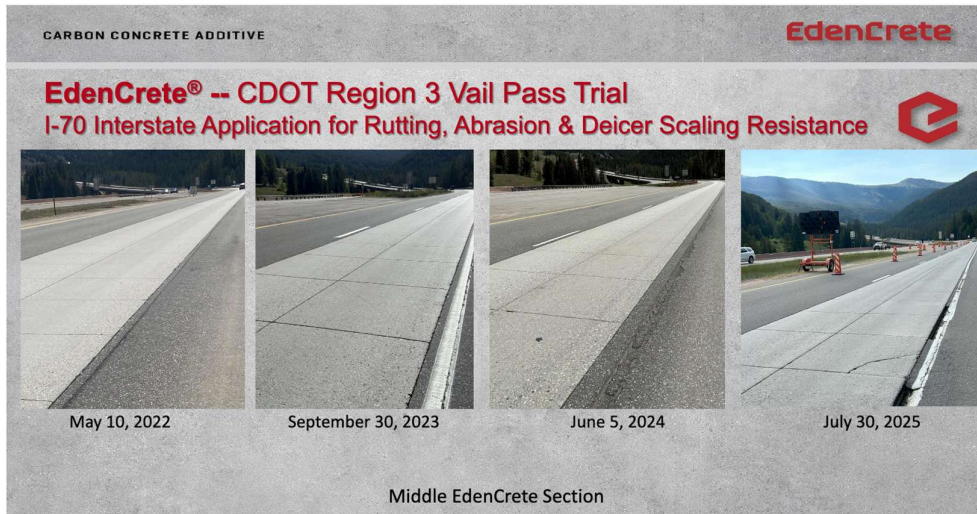 CARBON CONCRETE ADDITIVE
EdenCrete
EdenCrete® -- CDOT Region 3 Vail Pass Trial
I-70 Interstate Application for Rutting, Abrasion & Deicer Scaling Resistance
May 10, 2022
September 30, 2023
June 5, 2024
July 30, 2025
Middle EdenCrete Section